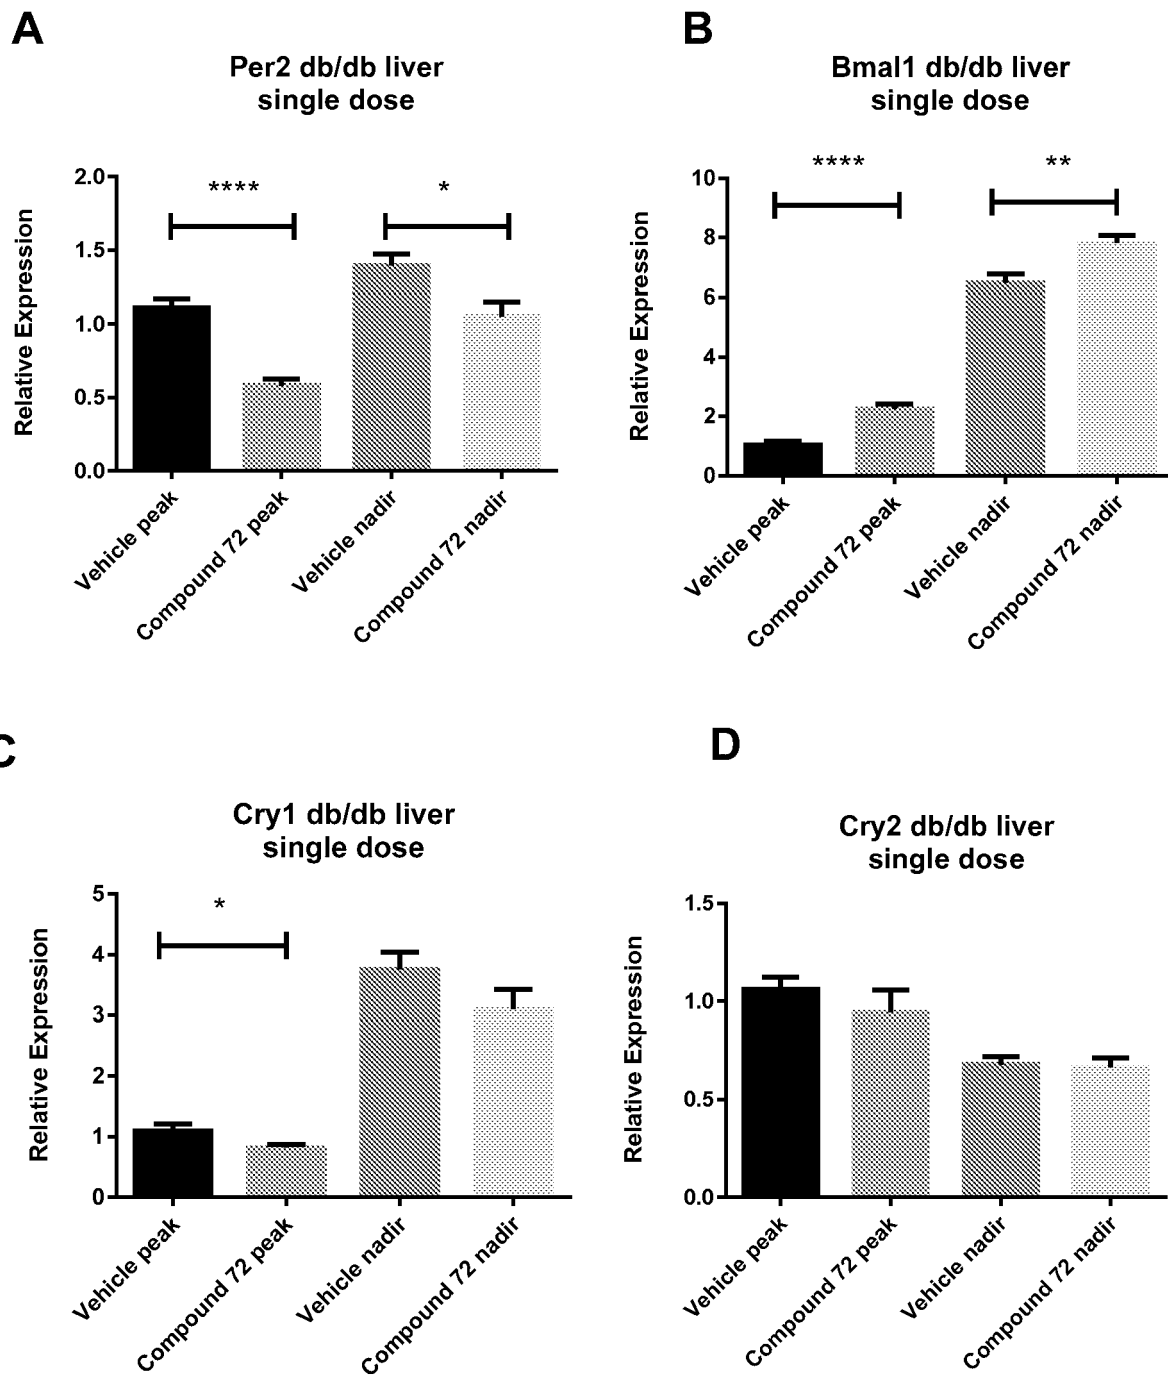 A
Per2 db/db liver
single dose
****
*
2.0
1.5
1.0
0.5
0.0
Relative Expression
Vehicle peak
Compound 72 peak
Vehicle nadir
Compound 72 nadir
B
Bmal1 db/db liver
single dose
****
**
10
8
6
4
2
0
Relative Expression
Vehicle peak
Compound 72 peak
Vehicle nadir
Compound 72 nadir
C
Cry1 db/db liver
single dose
*
5
4
3
2
1
0
Relative Expression
Vehicle peak
Compound 72 peak
Vehicle nadir
Compound 72 nadir
D
Cry2 db/db liver
single dose
1.5
1.0
0.5
0.0
Relative Expression
Vehicle peak
Compound 72 peak
Vehicle nadir
Compound 72 nadir